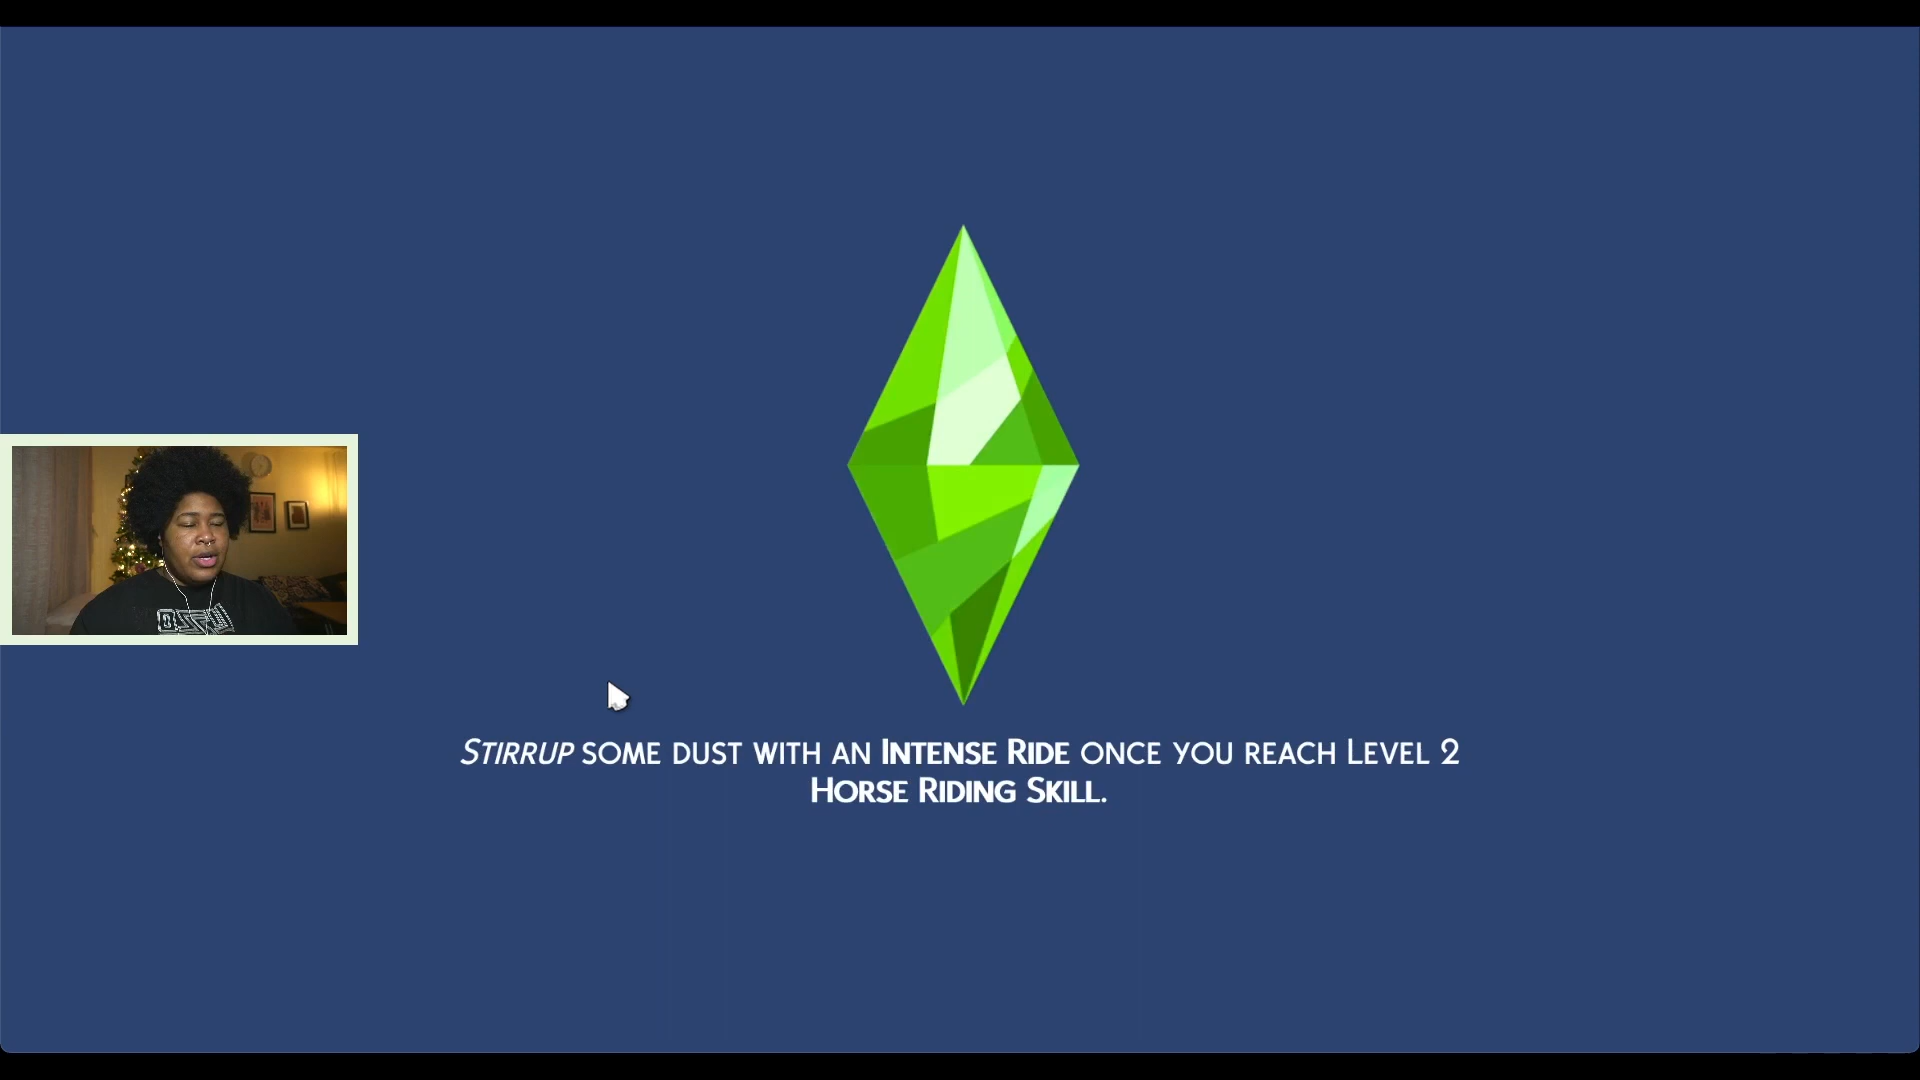 Stirrup some dust with an Intense Ride once you reach Level 2
Horse Riding Skill.